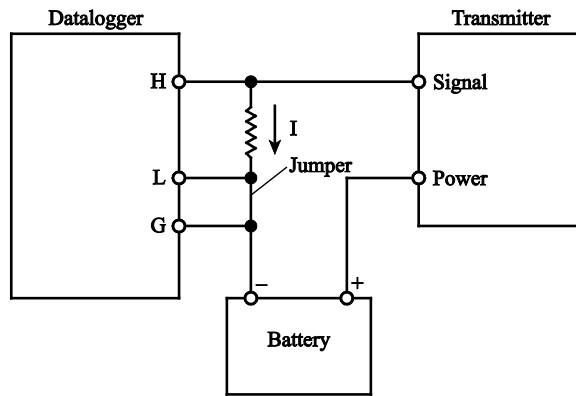 Datalogger
Transmitter
H
Signal
I
Jumper
L
Power
G
− +
Battery